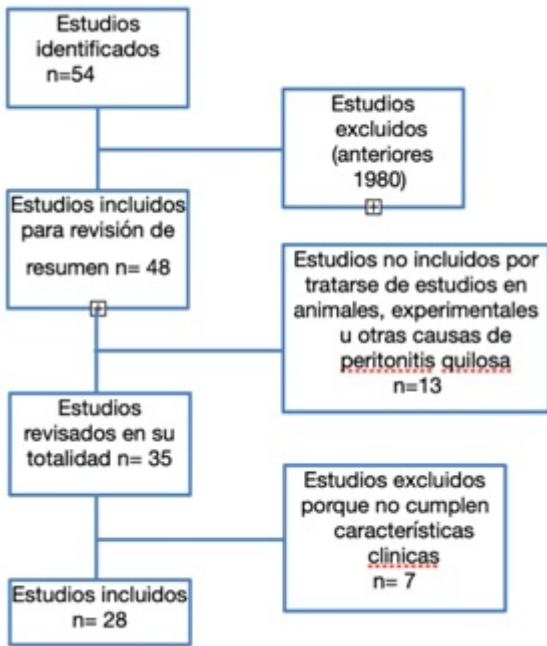 Estudios
identificados
n=54
Estudios
excluidos
(anteriores
1980)
Estudios incluidos
para revisión de
resumen n= 48
Estudios no incluidos por
tratarse de estudios en
animales, experimentales
u otras causas de
peritonitis quilosa
n=13
Estudios
revisados en su
totalidad n= 35
Estudios excluidos
porque no cumplen
características
clinicas
n= 7
Estudios incluidos
n= 28